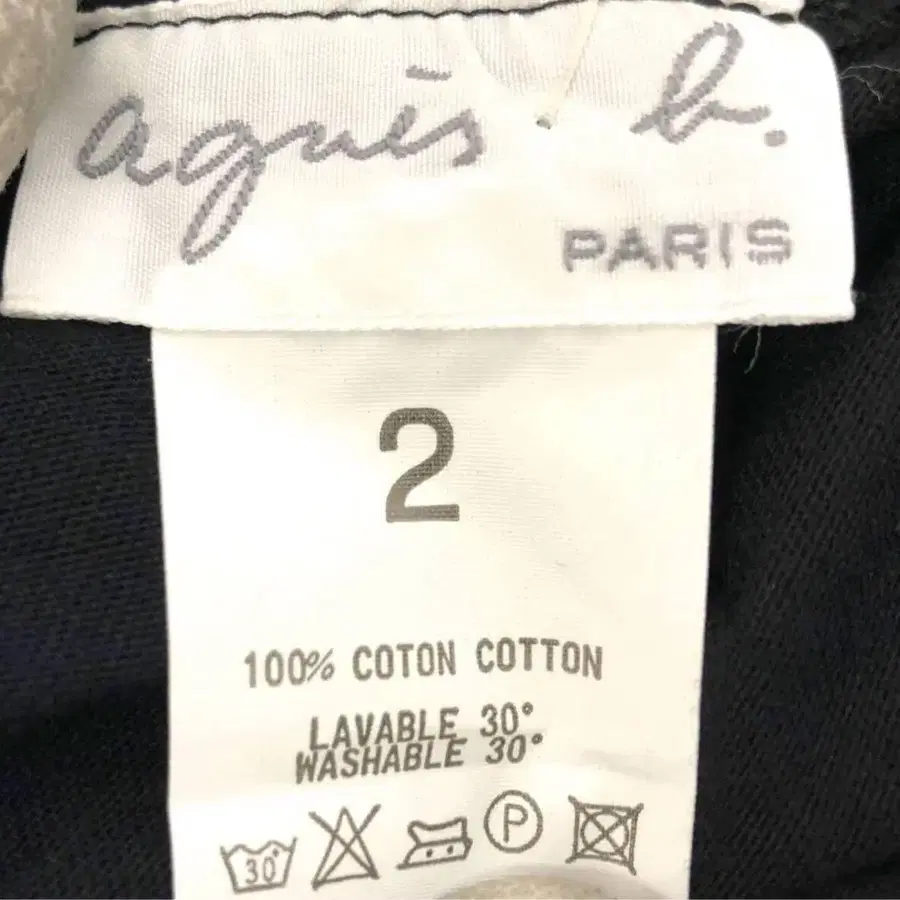 agnès b.
PARIS
2
100% COTON COTTON
LAVABLE 30°
WASHABLE 30°
30° P